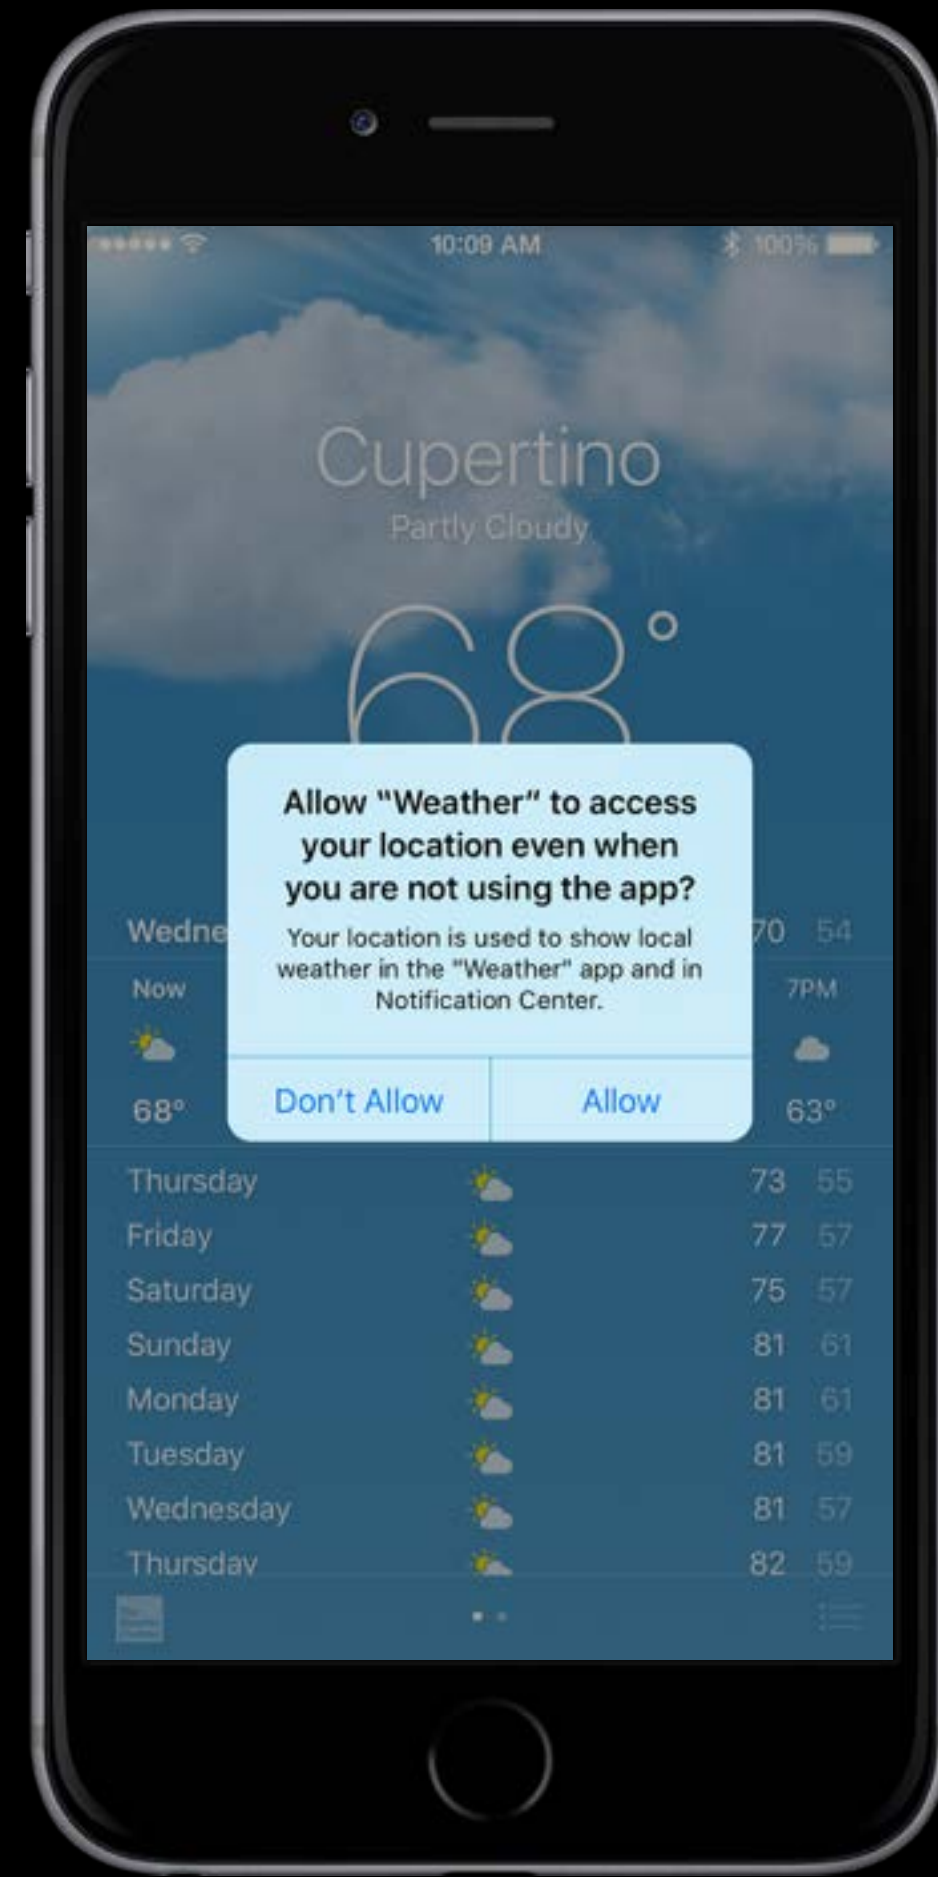 10:09 AM 100%
Cupertino
Partly Cloudy
68°
Allow "Weather" to access
your location even when
you are not using the app?
Your location is used to show local
weather in the "Weather" app and in
Notification Center.
Don't Allow Allow
Wedne 70 54
Now 7PM
68° 63°
Thursday 73 55
Friday 77 57
Saturday 75 57
Sunday 81 61
Monday 81 61
Tuesday 81 59
Wednesday 81 57
Thursday 82 59